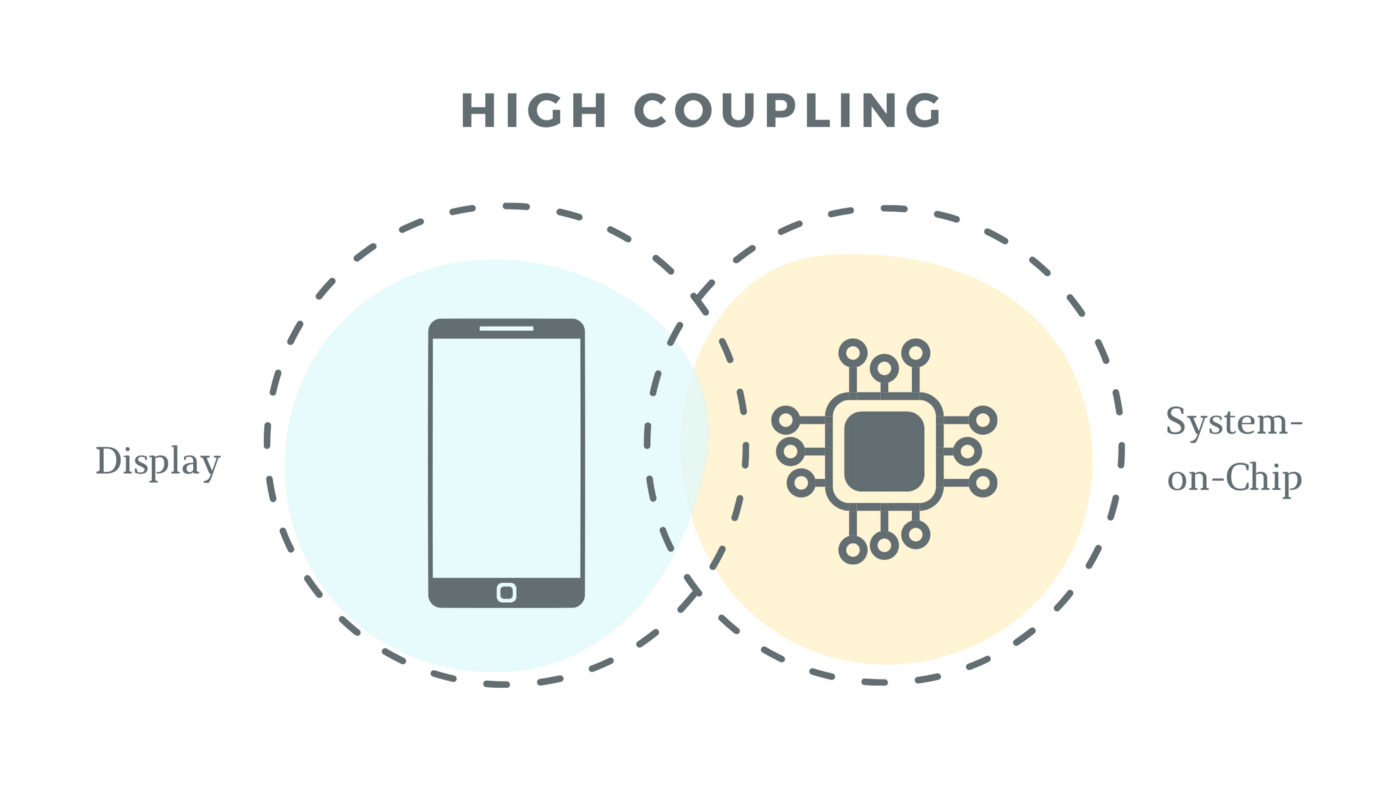 HIGH COUPLING
Display
System-
on-Chip